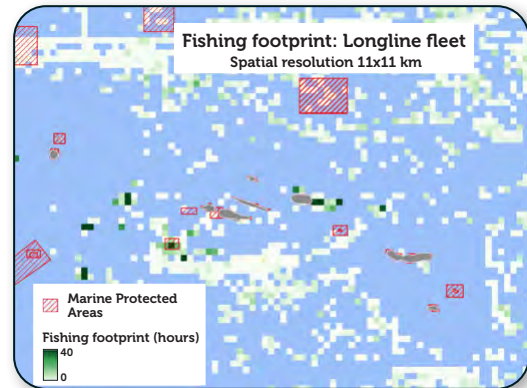 Fishing footprint: Longline fleet
Spatial resolution 11x11 km
Marine Protected
Areas
Fishing footprint (hours)
40
0